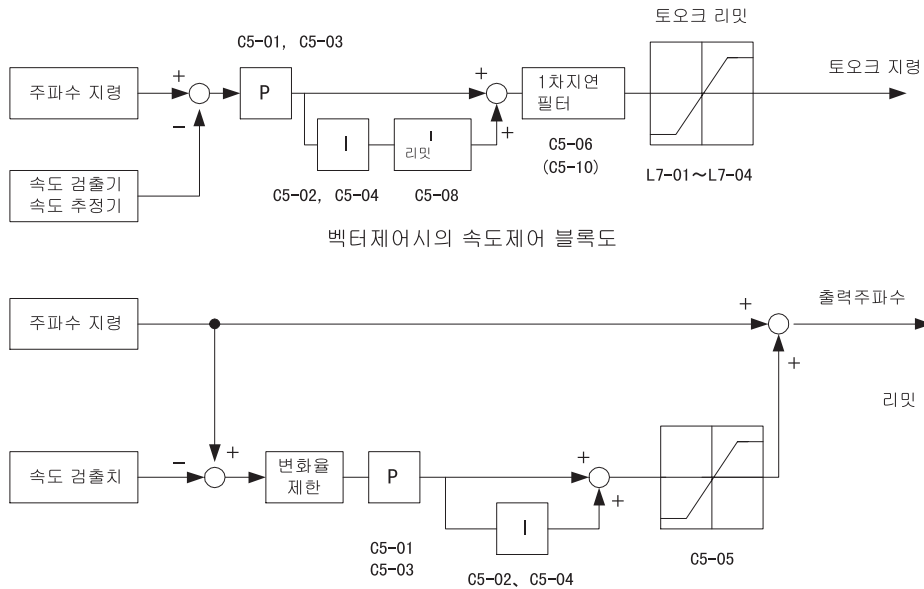 토오크 리밋
C5-01, C5-03
주파수 지령
+
−
P
+
+
1차지연
필터
토오크 지령
I
I
리밋
C5-06
(C5-10)
L7-01～L7-04
속도 검출기
속도 추정기
C5-02, C5-04
C5-08
벡터제어시의 속도제어 블록도
주파수 지령
+
+
출력주파수
리밋
속도 검출치
−
+
변화율
제한
P
+
+
I
C5-01
C5-03
C5-02、C5-04
C5-05